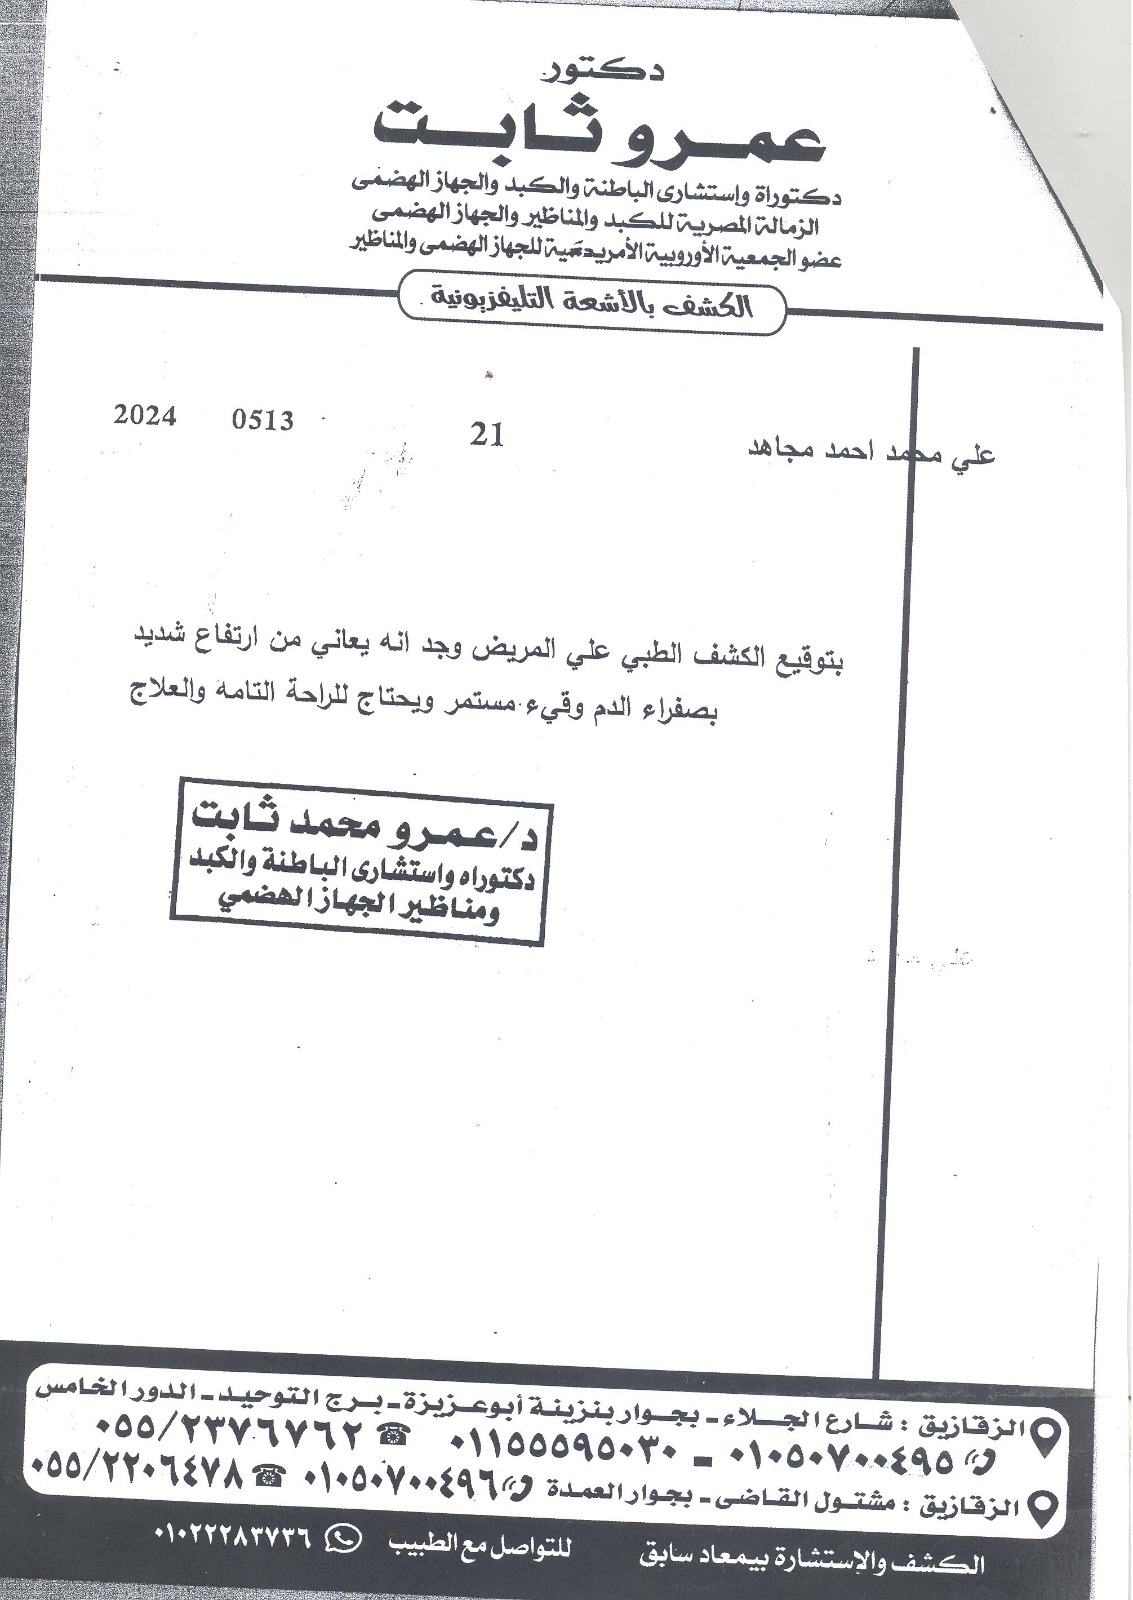 دكتور
عمرو ثابت
دكتوراة وإستشارى الباطنة والكبد والجهاز الهضمى
الزمالة المصرية للكبد والمناظير والجهاز الهضمى
عضو الجمعية الأوروبية الأمريكية للجهاز الهضمى والمناظير
الكشف بالأشعة التليفزيونية
علي محمد احمد مجاهد 21 0513 2024
بتوقيع الكشف الطبي علي المريض وجد انه يعاني من ارتفاع شديد
بصفراء الدم وقيء مستمر ويحتاج للراحة التامه والعلاج
د/عمرو محمد ثابت
دكتوراه واستشارى الباطنة والكبد
ومناظير الجهاز الهضمي
علي
الزقازيق : شارع الجلاء - بجوار بنزينة أبوعزيزة - برج التوحيد - الدور الخامس
٠١٠٥٠٧٠٠٤٩٥ - ٠١١٥٥٥٩٥٠٣٠ ٠٥٥/٢٣٧٦٧٦٢
الزقازيق : مشتول القاضى - بجوار العمدة ٠١٠٥٠٧٠٠٤٩٦ ٠٥٥/٢٢٠٦٤٧٨
الكشف والإستشارة بيمعاد سابق للتواصل مع الطبيب ٠١٠٢٢٢٨٣٧٣٦